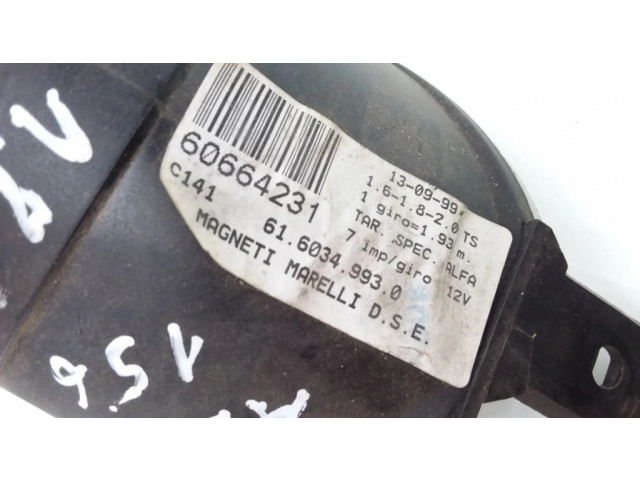 60664231
C141
61.6034.993.0
MAGNETI MARELLI D.S.E.
13-09-99
1.6-1.8-2.0 TS
1 giro=1.93 m.
TAR. SPEC. ALFA
7 imp/giro 12V
156